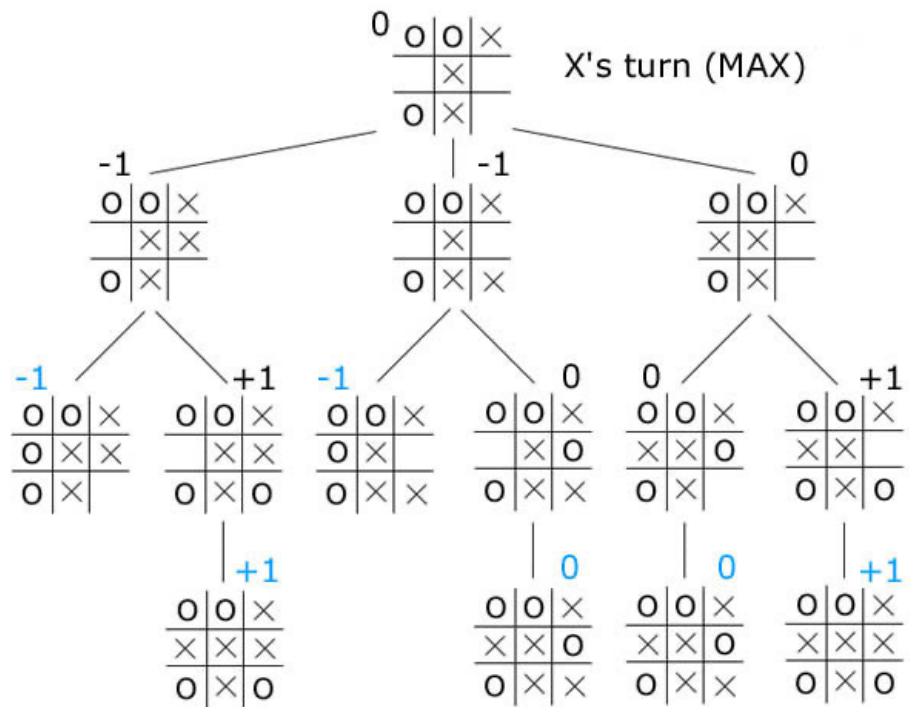 0
O O X
X's turn (MAX)
X
O X
-1
-1
0
O O X
O O X
O O X
X X
X
X X
O X
O X X
O X
-1
+1
-1
0
0
+1
O O X
O O X
O O X
O O X
O O X
O O X
O X X
X X
O X
X O
X X O
X X
O X
O X O
O X X
O X X
O X
O X O
+1
0
0
+1
O O X
O O X
O O X
O O X
X X X
X X O
X X O
X X X
O X O
O X X
O X X
O X O